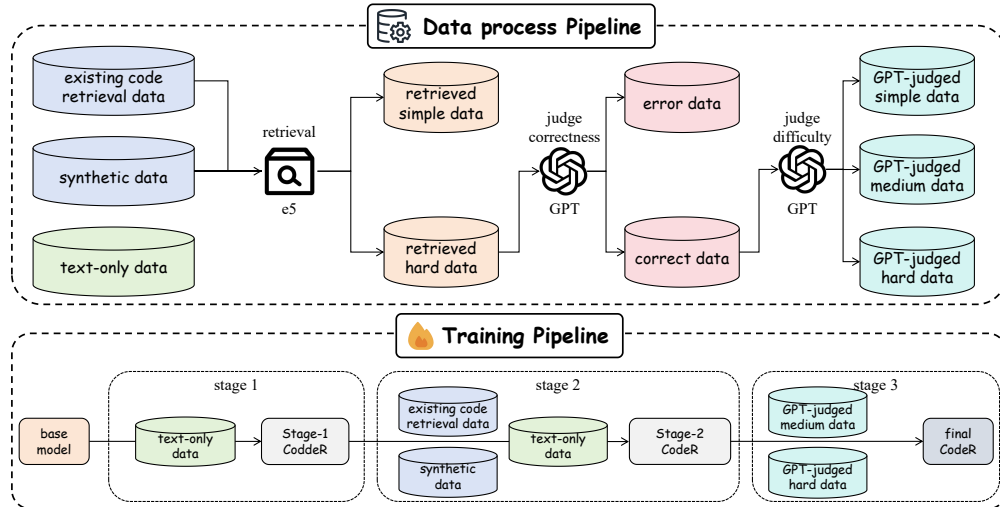 Data process Pipeline
existing code
retrieval data
synthetic data
text-only data
retrieval
e5
retrieved
simple data
retrieved
hard data
judge
correctness
GPT
error data
correct data
judge
difficulty
GPT
GPT-judged
simple data
GPT-judged
medium data
GPT-judged
hard data
Training Pipeline
base
model
stage 1
text-only
data
Stage-1
CoddeR
stage 2
existing code
retrieval data
synthetic
data
text-only
data
Stage-2
CodeR
stage 3
GPT-judged
medium data
GPT-judged
hard data
final
CodeR